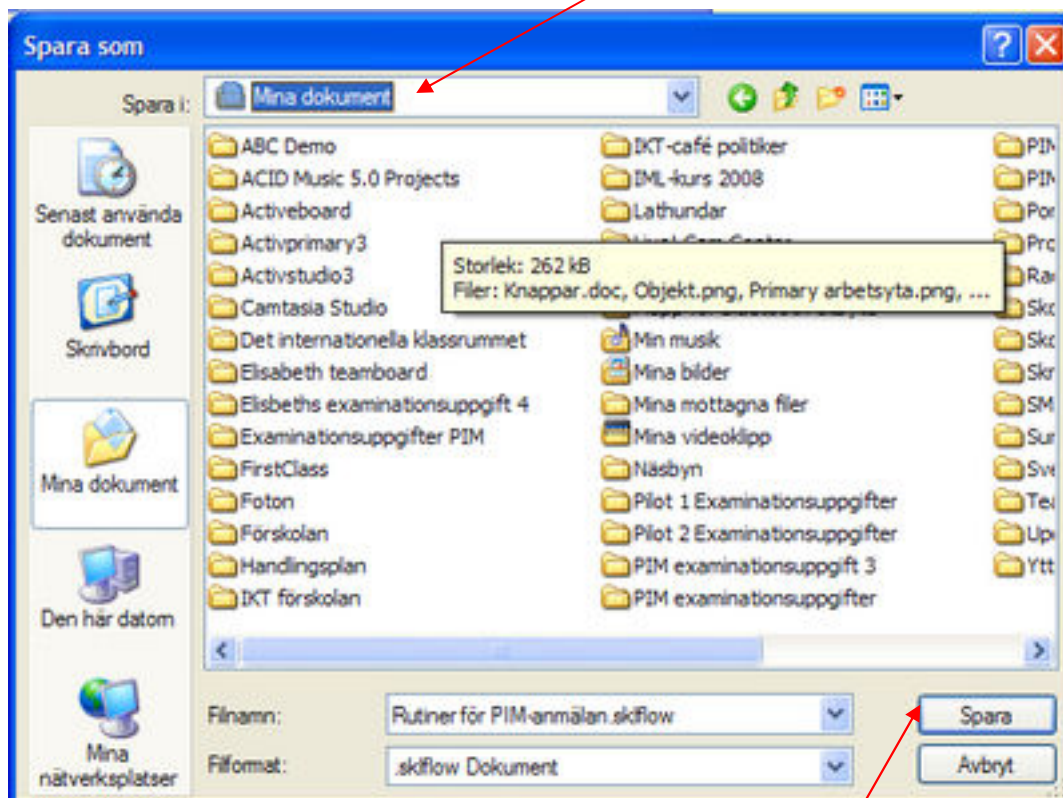 Spara som
Spara i:
Mina dokument
Senast använda
dokument
Skrivbord
Mina dokument
Den här datorn
Mina
nätverksplatser
ABC Demo
ACID Music 5.0 Projects
Activeboard
Activprimary3
Activstudio3
Camtasia Studio
Det internationella klassrummet
Elisabeth teamboard
Elisbeths examinationsuppgift 4
Examinationsuppgifter PIM
FirstClass
Foton
Förskolan
Handlingsplan
IKT förskolan
IKT-café politiker
IML-kurs 2008
Lathundar
Storlek: 262 kB
Filer: Knappar.doc, Objekt.png, Primary arbetsyta.png, ...
Min musik
Mina bilder
Mina mottagna filer
Mina videoklipp
Näsbyn
Pilot 1 Examinationsuppgifter
Pilot 2 Examinationsuppgifter
PIM examinationsuppgift 3
PIM examinationsuppgifter
Filnamn:
Rutiner för PIM-anmälan.sklflow
Spara
Filformat:
.sklflow Dokument
Avbryt